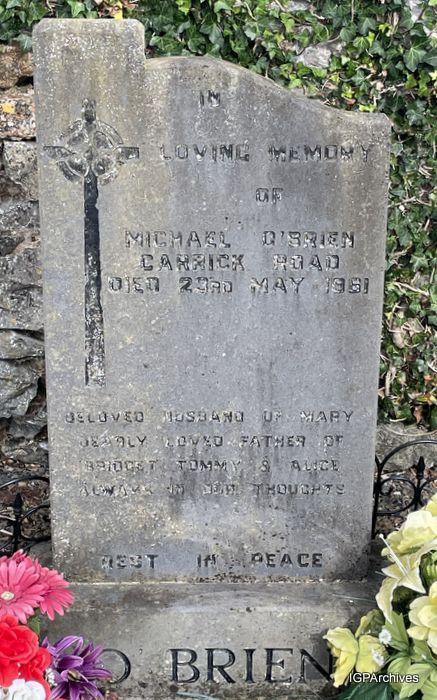 IN
LOVING MEMORY
OF
MICHAEL O'BRIEN
CARRICK ROAD
DIED 23RD MAY 1981
BELOVED HUSBAND OF MARY
DEARLY LOVED FATHER OF
BRIDGET TOMMY & ALICE
ALWAYS IN OUR THOUGHTS
REST IN PEACE
O BRIEN
©IGPArchives